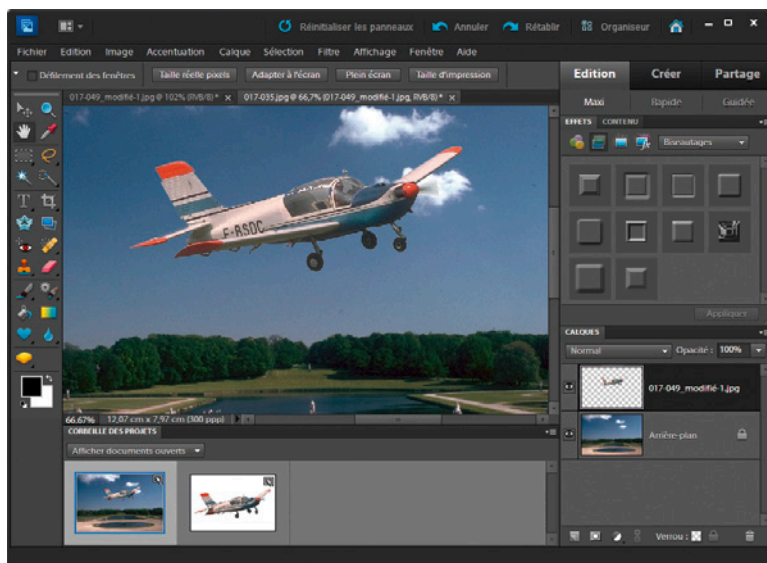 Réinitialiser les panneaux Annuler Rétablir Organiseur
Fichier Edition Image Accentuation Calque Sélection Filtre Affichage Fenêtre Aide
Défilement des fenêtres Taille réelle pixels Adapter à l'écran Plein écran Taille d'impression
Edition Créer Partage
017-049_modifié-1.jpg @ 102% (RVB/8) * x 017-035.jpg @ 66,7% (017-049_modifié-1.jpg, RVB/8) * x
Maxi Rapide Guidée
EFFETS CONTENU
Biseautages
F-BSDC
Appliquer
CALQUES
Normal Opacité : 100%
017-049_modifié-1.jpg
Arrière-plan
66,67% 12,07 cm x 7,97 cm (300 ppp)
CORBEILLE DES PROJETS
Afficher documents ouverts
Verrou :